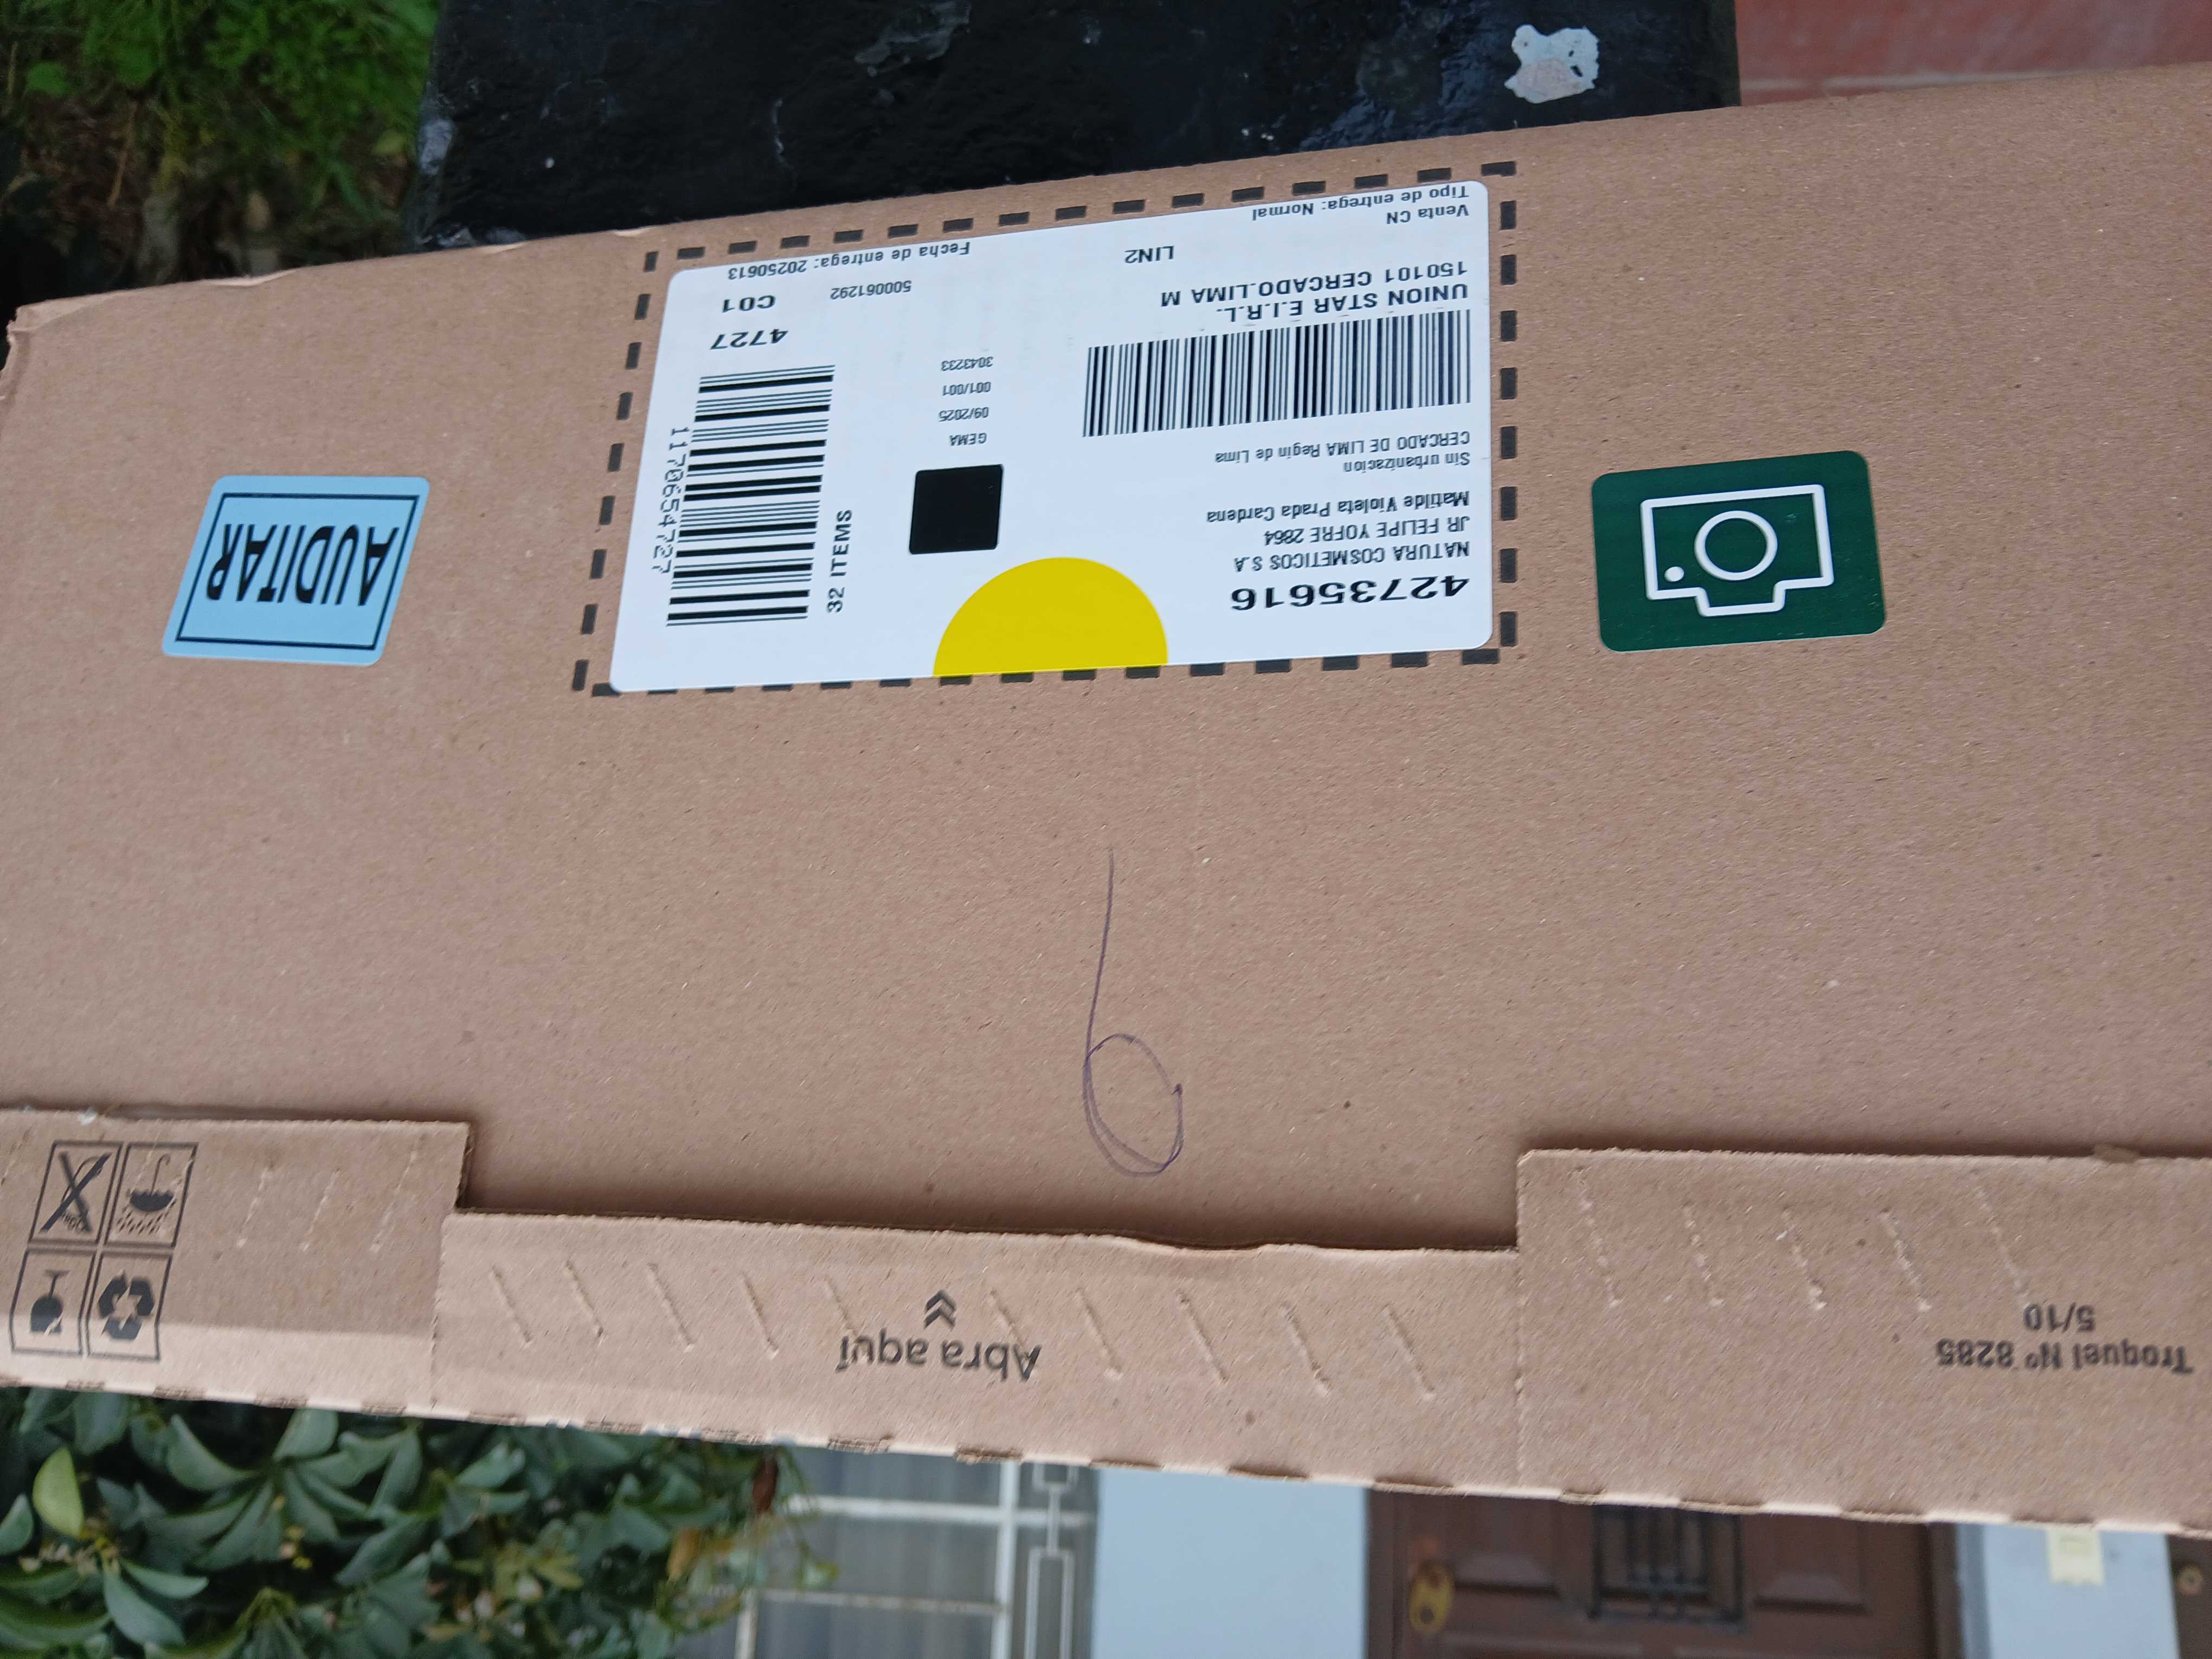 42735616
NATURA COSMETICOS S.A
JR FELIPE YOFRE 2864
Matilde Violeta Prada Cardena
Sin urbanizacion
CERCADO DE LIMA Regin de Lima
UNION STAR E.I.R.L.
150101 CERCADO.LIMA M
LIN2
Venta CN
Tipo de entrega: Normal
GEMA
09/2025
001/001
3043233
500061292
Fecha de entrega: 20250613
32 ITEMS
1170654727
4727
C01
AUDITAR
6
Abra aquí
Troquel Nº 8285
5/10